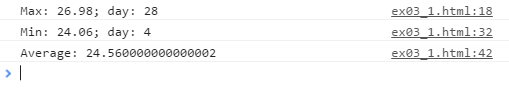 Max: 26.98; day: 28 ex03_1.html:18
Min: 24.06; day: 4 ex03_1.html:32
Average: 24.560000000000002 ex03_1.html:42